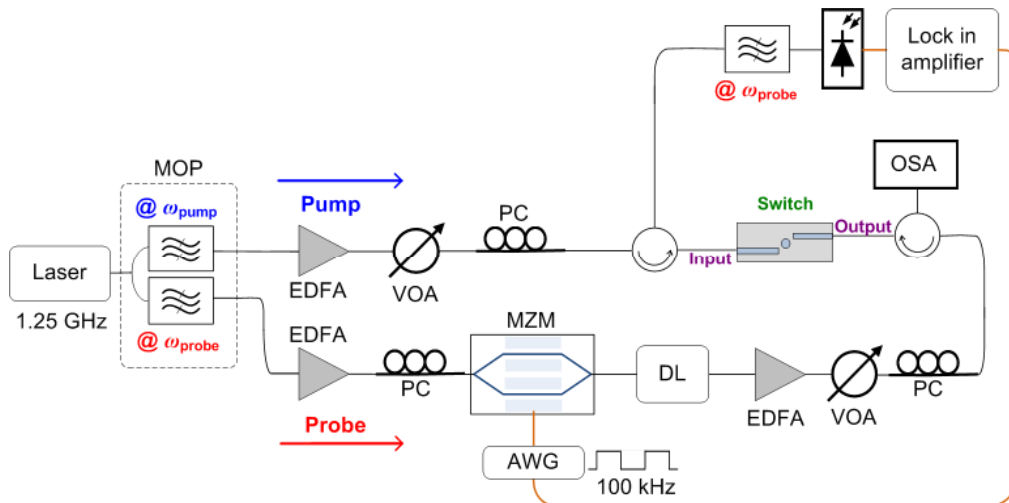 Lock in
amplifier
@ ωprobe
MOP
OSA
@ ωpump
Pump
PC
Switch
Output
Input
Laser
EDFA
VOA
1.25 GHz
EDFA
MZM
@ ωprobe
PC
DL
EDFA
VOA
PC
Probe
AWG
100 kHz